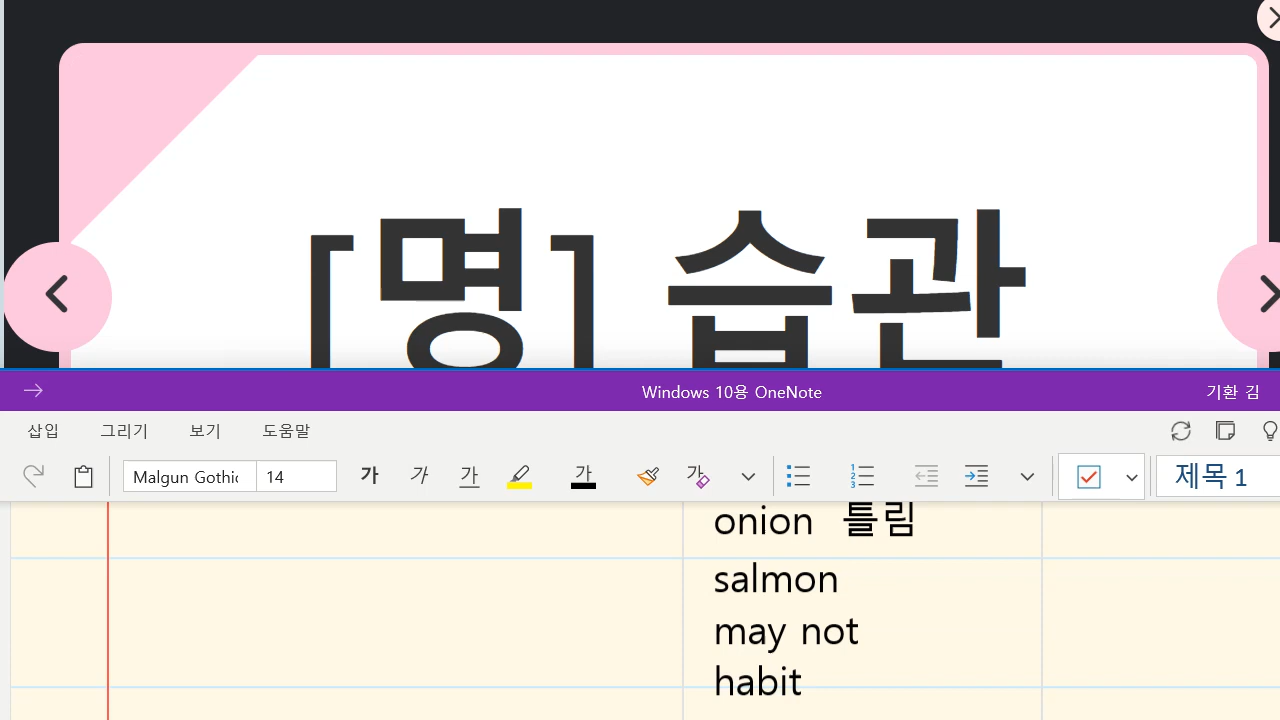 [명] 습관
Windows 10용 OneNote
기환 김
삽입 그리기 보기 도움말
Malgun Gothic 14 가 가 가 가 가 제목 1
onion 틀림
salmon
may not
habit